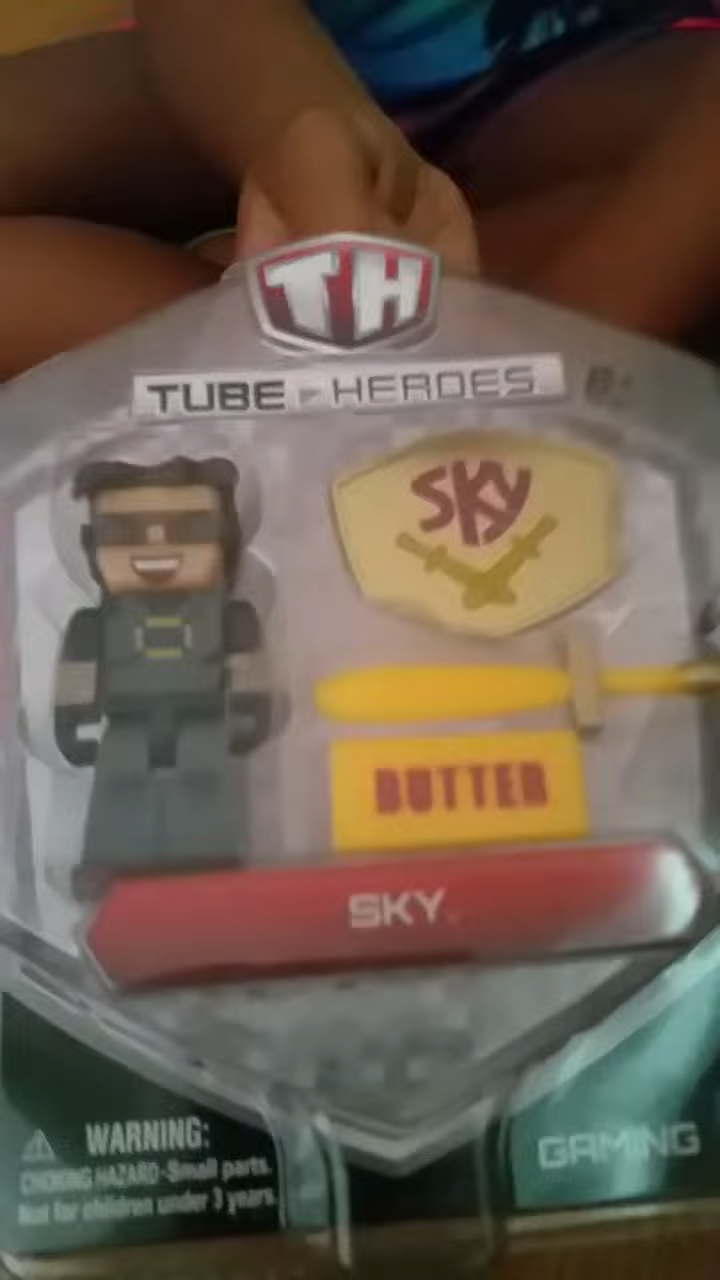 TH
TUBE HEROES
SKY
BUTTER
SKY
WARNING:
CHOKING HAZARD-Small parts.
Not for children under 3 years.
GAMING